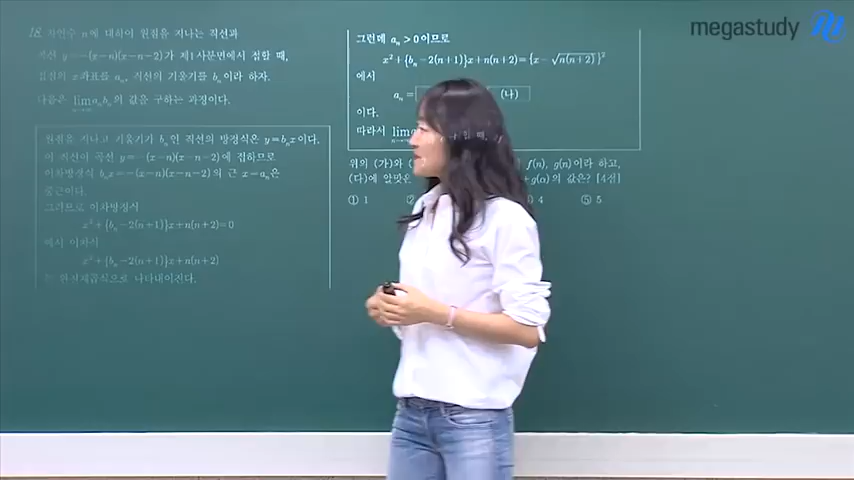 megastudy
18. 자연수 n에 대하여 원점을 지나는 직선과
곡선 y=-(x-n)(x-n-2)가 제1사분면에서 접할 때,
접점의 x좌표를 aₙ, 직선의 기울기를 bₙ이라 하자.
다음은 lim aₙbₙ의 값을 구하는 과정이다.
원점을 지나고 기울기가 bₙ인 직선의 방정식은 y=bₙx이다.
이 직선이 곡선 y=-(x-n)(x-n-2)에 접하므로
이차방정식 bₙx=-(x-n)(x-n-2)의 근 x=aₙ은
중근이다.
그러므로 이차방정식
x²+{bₙ-2(n+1)}x+n(n+2)=0
에서 이차식
x²+{bₙ-2(n+1)}x+n(n+2)
는 완전제곱식으로 나타내어진다.
그런데 aₙ>0이므로
x²+{bₙ-2(n+1)}x+n(n+2)={x-√n(n+2)}²
에서
aₙ= (나)
이다.
따라서 lim
위의 (가)와 f(n), g(n)이라 하고,
(다)에 알맞은 +g(α)의 값은? [4점]
① 1 ② 4 ⑤ 5